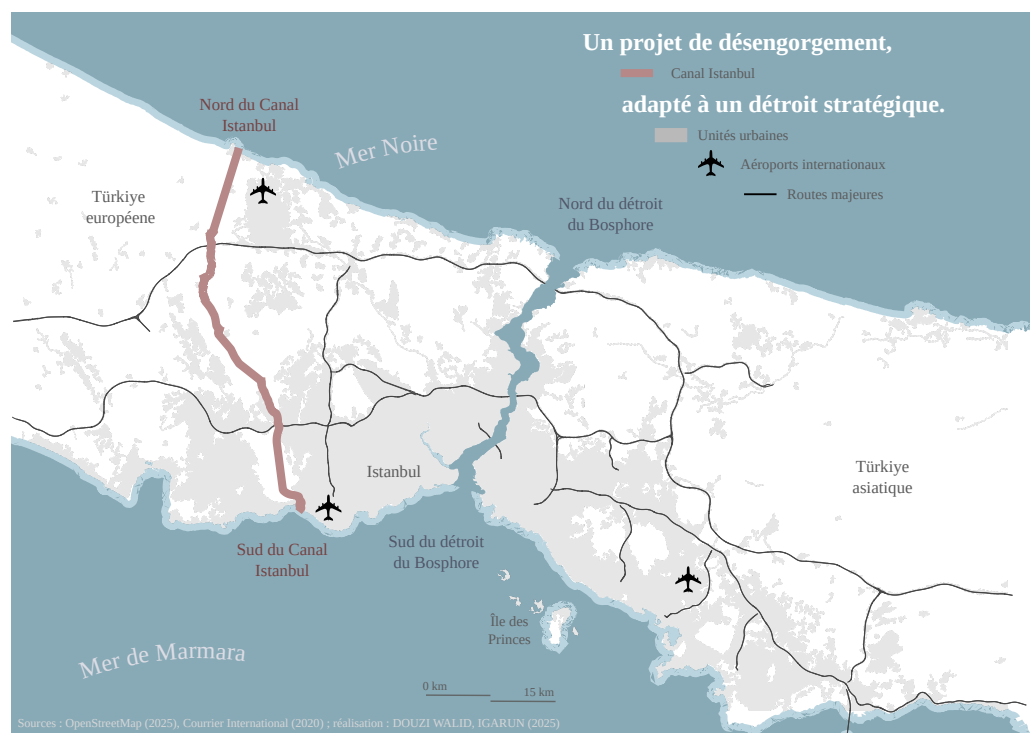 Un projet de désengorgement,
Canal Istanbul
adapté à un détroit stratégique.
Unités urbaines
Aéroports internationaux
Routes majeures
Nord du Canal
Istanbul
Mer Noire
Türkiye
européene
Nord du détroit
du Bosphore
Istanbul
Türkiye
asiatique
Sud du Canal
Istanbul
Sud du détroit
du Bosphore
Île des
Princes
Mer de Marmara
0 km
15 km
Sources : OpenStreetMap (2025), Courrier International (2020) ; réalisation : DOUZI WALID, IGARUN (2025)